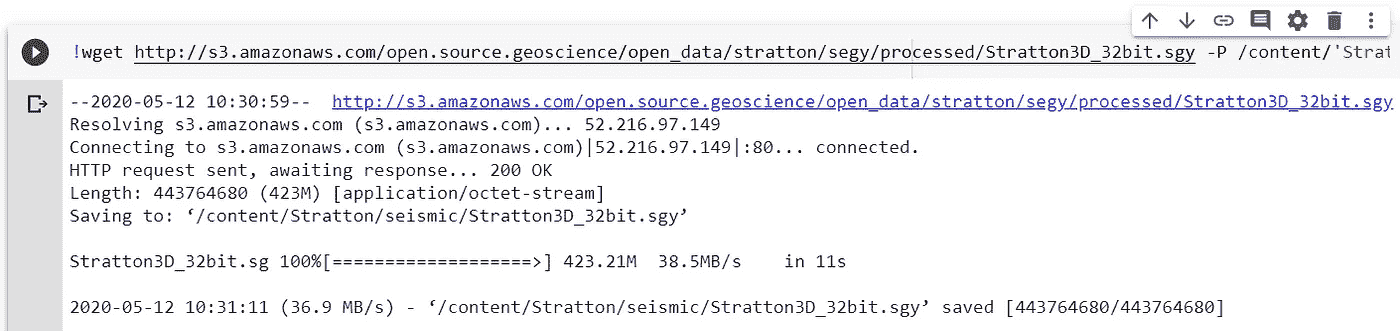 !wget http://s3.amazonaws.com/open.source.geoscience/open_data/stratton/segy/processed/Stratton3D_32bit.sgy -P /content/'Strat
--2020-05-12 10:30:59-- http://s3.amazonaws.com/open.source.geoscience/open_data/stratton/segy/processed/Stratton3D_32bit.sgy
Resolving s3.amazonaws.com (s3.amazonaws.com)... 52.216.97.149
Connecting to s3.amazonaws.com (s3.amazonaws.com)|52.216.97.149|:80... connected.
HTTP request sent, awaiting response... 200 OK
Length: 443764680 (423M) [application/octet-stream]
Saving to: ‘/content/Stratton/seismic/Stratton3D_32bit.sgy’
Stratton3D_32bit.sg 100%[===================>] 423.21M 38.5MB/s in 11s
2020-05-12 10:31:11 (36.9 MB/s) - ‘/content/Stratton/seismic/Stratton3D_32bit.sgy’ saved [443764680/443764680]